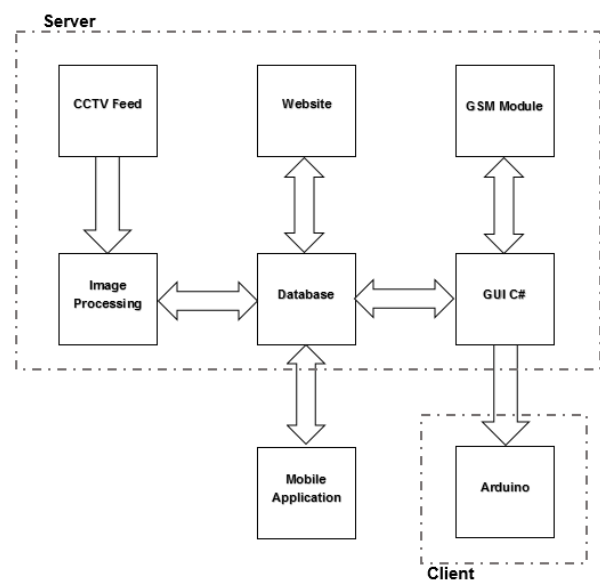 Server
CCTV Feed
Website
GSM Module
Image
Processing
Database
GUI C#
Mobile
Application
Arduino
Client